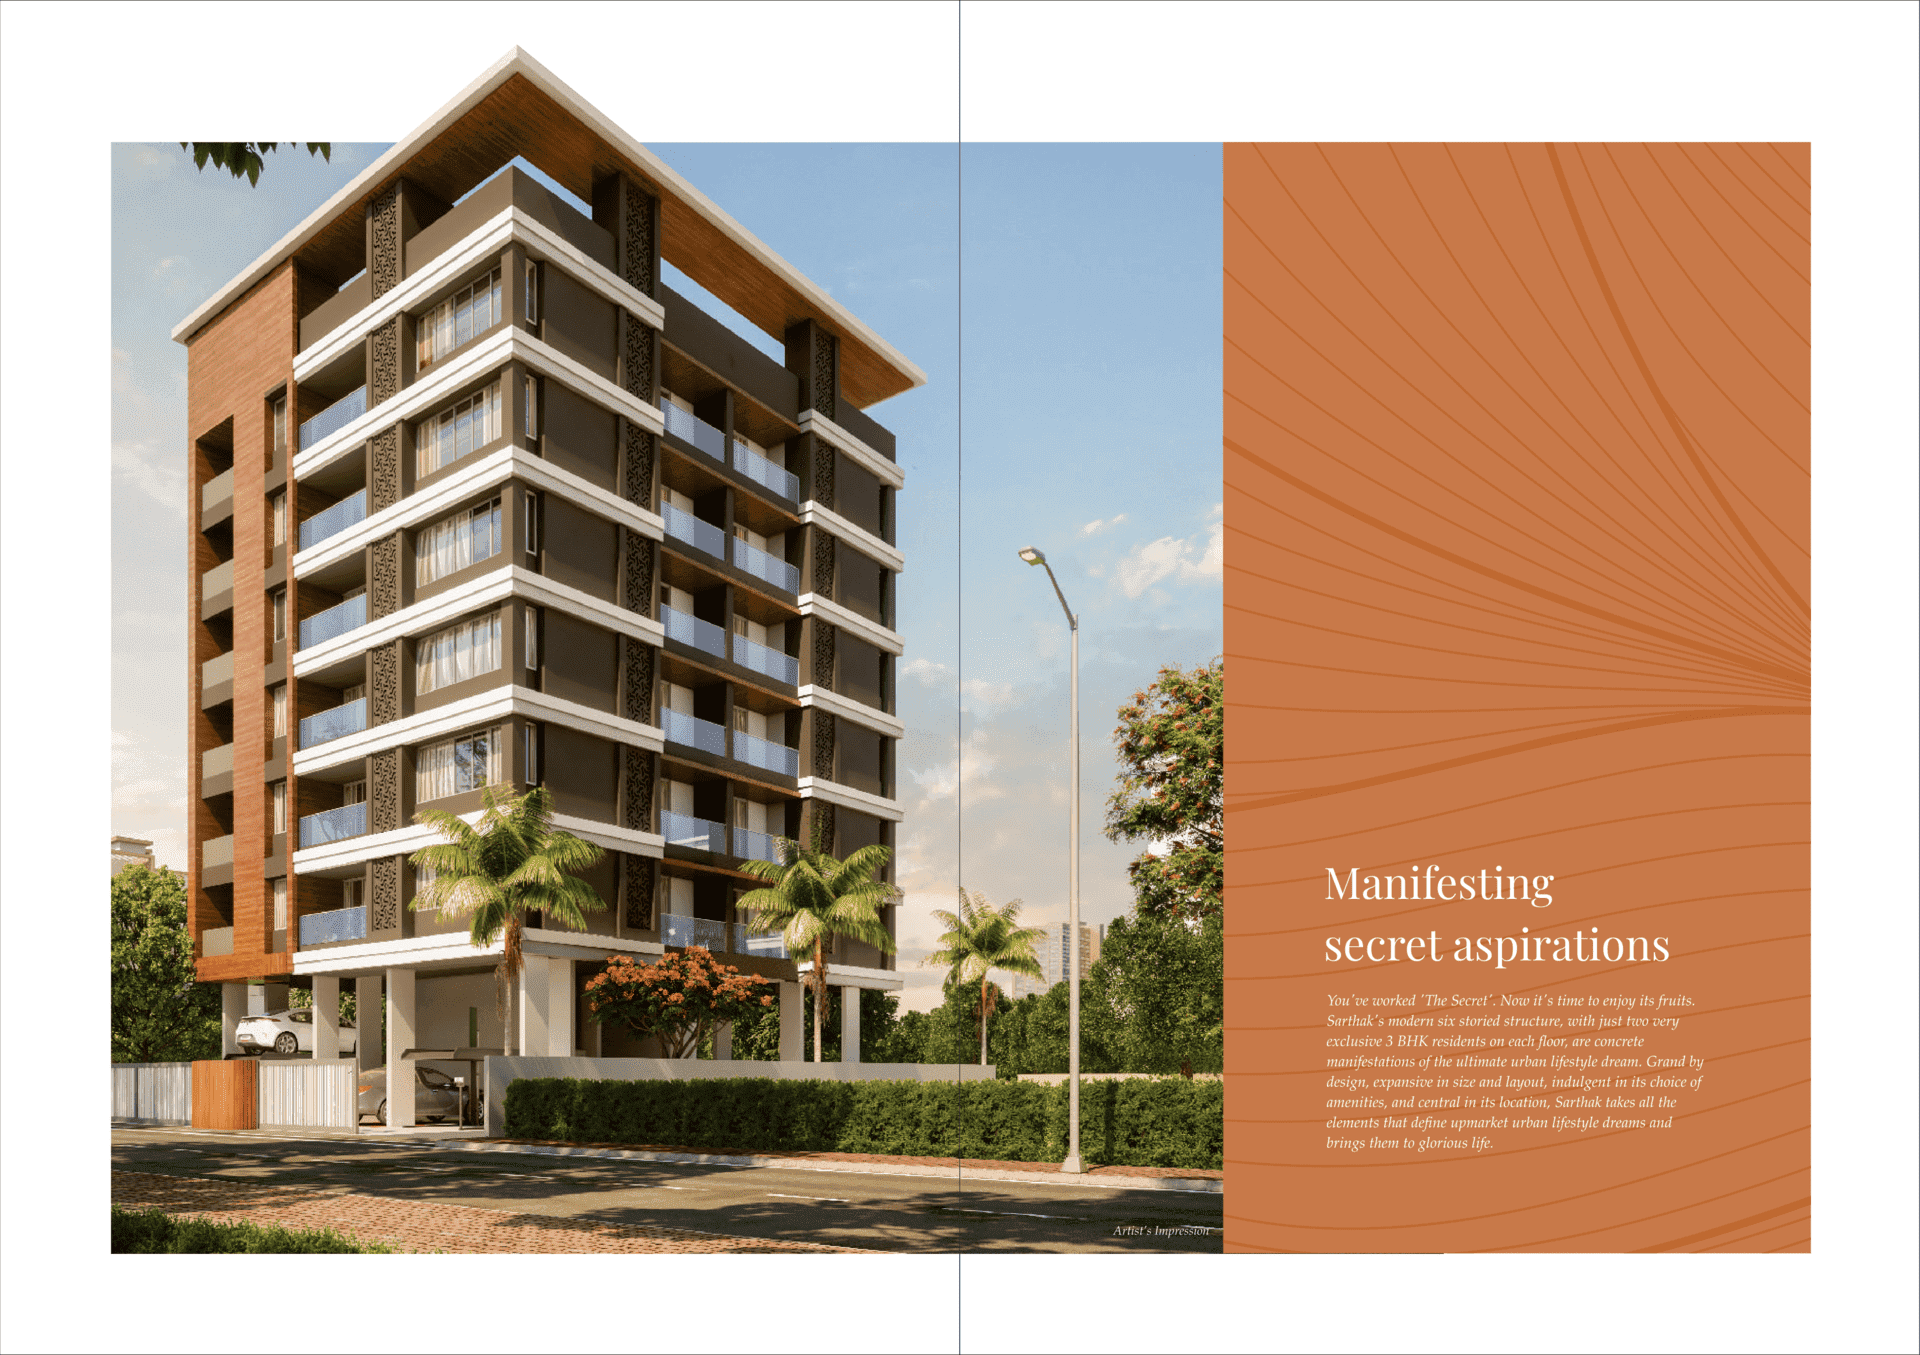 Manifesting
secret aspirations
You've worked 'The Secret'. Now it's time to enjoy its fruits.
Sarthak's modern six storied structure, with just two very
exclusive 3 BHK residents on each floor, are concrete
manifestations of the ultimate urban lifestyle dream. Grand by
design, expansive in size and layout, indulgent in its choice of
amenities, and central in its location, Sarthak takes all the
elements that define upmarket urban lifestyle dreams and
brings them to glorious life.
Artist's Impression